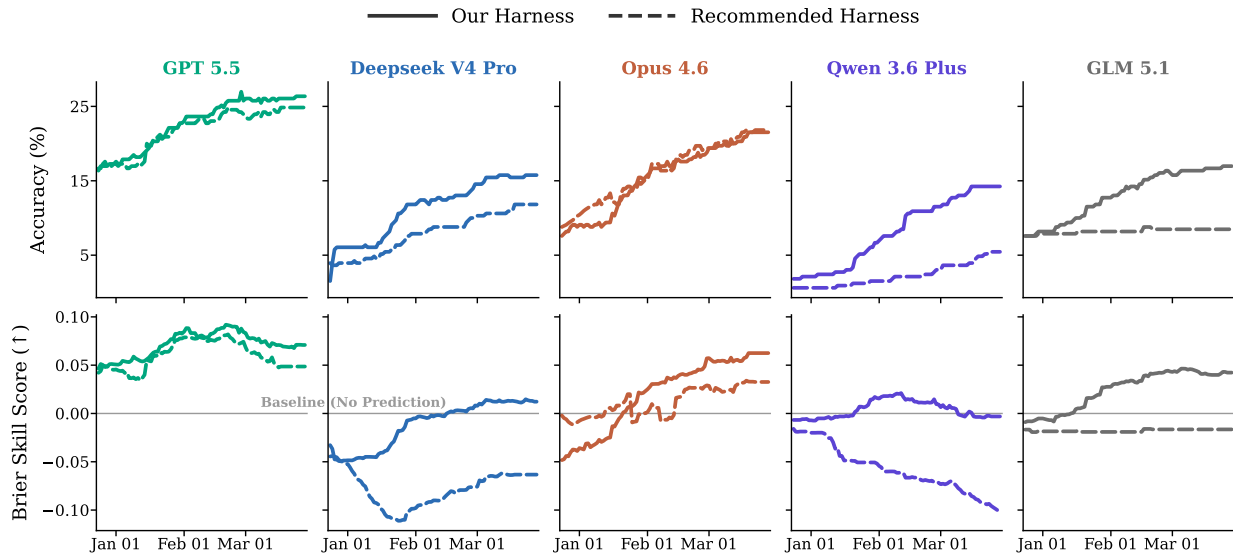 Our Harness Recommended Harness
GPT 5.5 Deepseek V4 Pro Opus 4.6 Qwen 3.6 Plus GLM 5.1
Accuracy (%)
25
15
5
Brier Skill Score (↑)
0.10
0.05
0.00
−0.05
−0.10
Baseline (No Prediction)
Jan 01 Feb 01 Mar 01 Jan 01 Feb 01 Mar 01 Jan 01 Feb 01 Mar 01 Jan 01 Feb 01 Mar 01 Jan 01 Feb 01 Mar 01